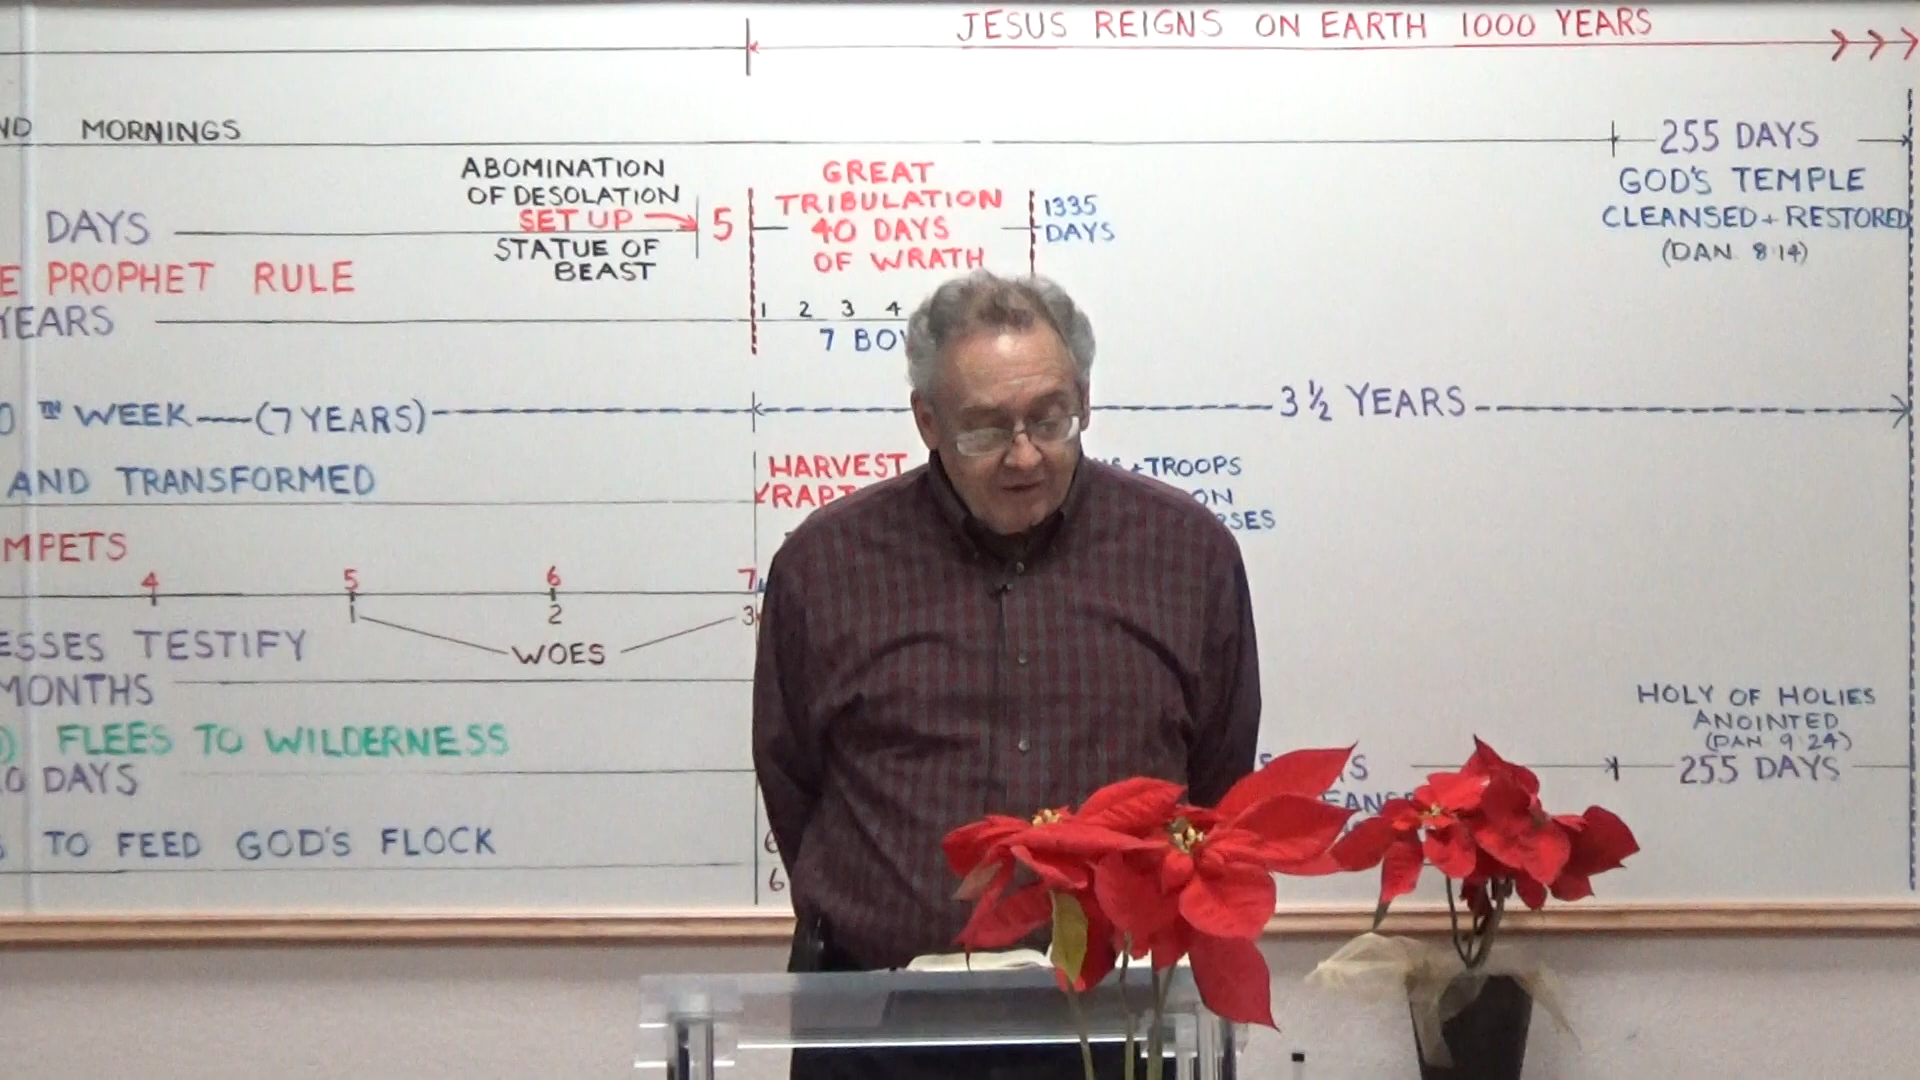 JESUS REIGNS ON EARTH 1000 YEARS
MORNINGS
255 DAYS
GOD'S TEMPLE
CLEANSED + RESTORED
(DAN. 8:14)
ABOMINATION
OF DESOLATION
SET UP
STATUE OF
BEAST
5
GREAT
TRIBULATION
40 DAYS
OF WRATH
1335
DAYS
DAYS
PROPHET RULE
YEARS
1 2 3 4
7
TH WEEK (7 YEARS)
3 ½ YEARS
AND TRANSFORMED
HARVEST
+ TROOPS
4 5 6 7
1 2 3
WOES
TESTIFY
MONTHS
FLEES TO WILDERNESS
DAYS
TO FEED GOD'S FLOCK
6
HOLY OF HOLIES
ANOINTED
(DAN. 9:24)
255 DAYS